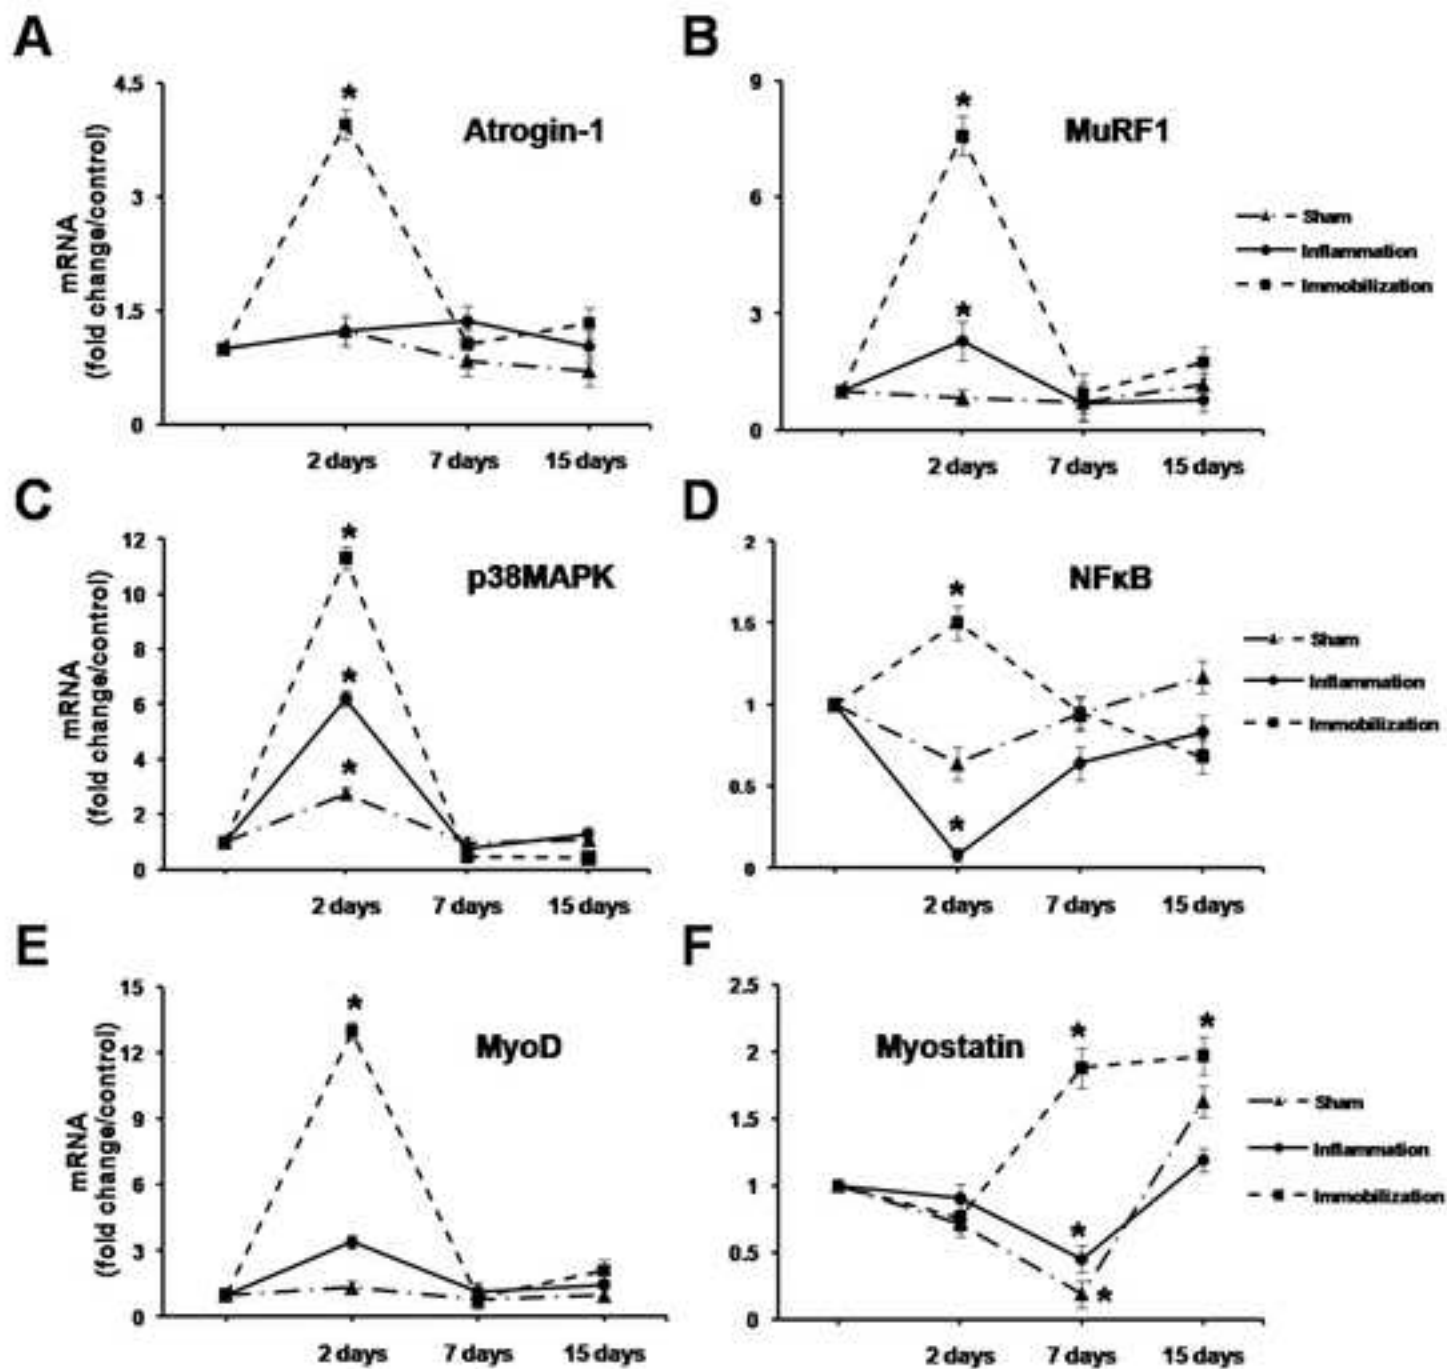 A
B
4.5
3
1.5
0
mRNA
(fold change/control)
*
Atrogin-1
2 days
7 days
15 days
9
6
3
0
*
*
MuRF1
2 days
7 days
15 days
Sham
Inflammation
Immobilization
C
D
12
10
8
6
4
2
0
mRNA
(fold change/control)
*
*
*
p38MAPK
2 days
7 days
15 days
2
1.5
1
0.5
0
*
*
NFκB
2 days
7 days
15 days
Sham
Inflammation
Immobilization
E
F
15
12
9
6
3
0
mRNA
(fold change/control)
*
MyoD
2 days
7 days
15 days
2.5
2
1.5
1
0.5
0
*
*
*
*
Myostatin
2 days
7 days
15 days
Sham
Inflammation
Immobilization